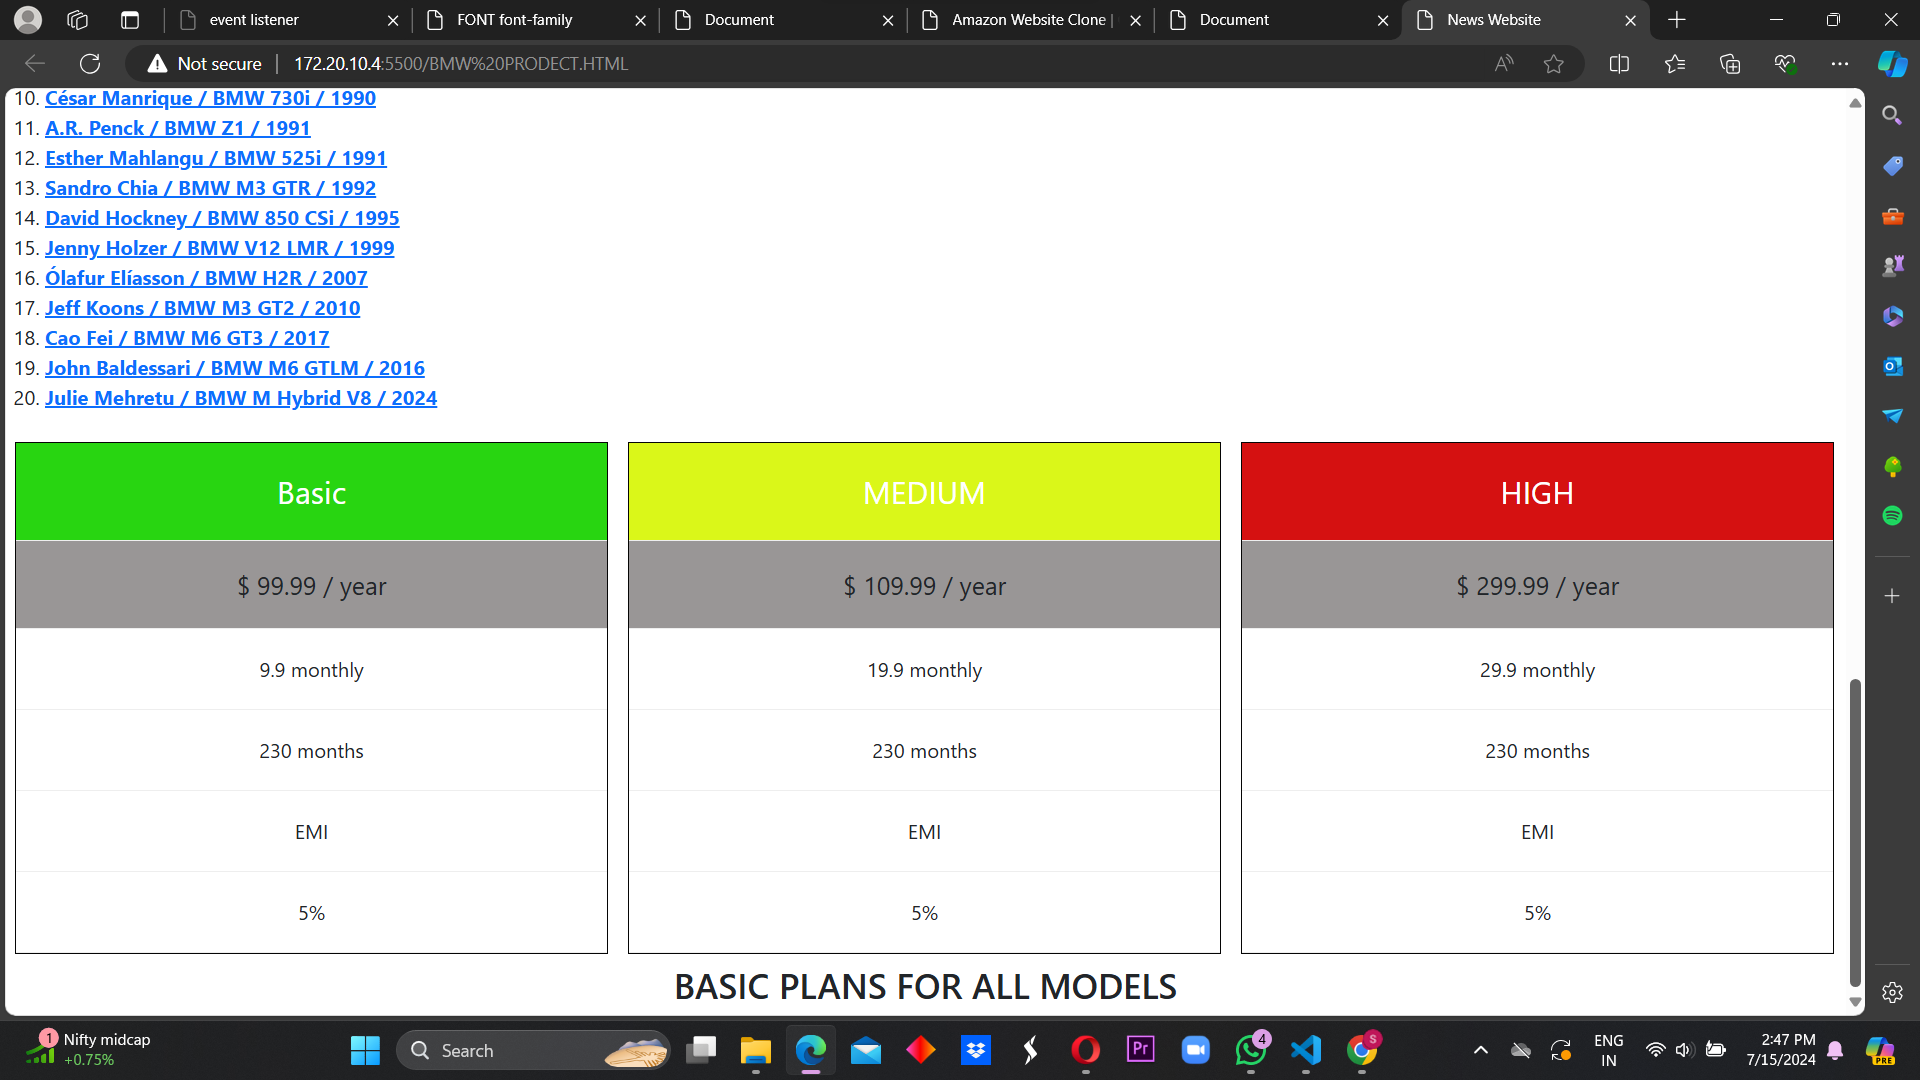 event listener
FONT font-family
Document
Amazon Website Clone |
Document
News Website
Not secure
172.20.10.4:5500/BMW%20PRODECT.HTML
10. César Manrique / BMW 730i / 1990
11. A.R. Penck / BMW Z1 / 1991
12. Esther Mahlangu / BMW 525i / 1991
13. Sandro Chia / BMW M3 GTR / 1992
14. David Hockney / BMW 850 CSi / 1995
15. Jenny Holzer / BMW V12 LMR / 1999
16. Ólafur Elíasson / BMW H2R / 2007
17. Jeff Koons / BMW M3 GT2 / 2010
18. Cao Fei / BMW M6 GT3 / 2017
19. John Baldessari / BMW M6 GTLM / 2016
20. Julie Mehretu / BMW M Hybrid V8 / 2024
Basic
$ 99.99 / year
9.9 monthly
230 months
EMI
5%
MEDIUM
$ 109.99 / year
19.9 monthly
230 months
EMI
5%
HIGH
$ 299.99 / year
29.9 monthly
230 months
EMI
5%
BASIC PLANS FOR ALL MODELS
1
Nifty midcap
+0.75%
Search
Pr
4
S
ENG
IN
2:47 PM
7/15/2024
PRE